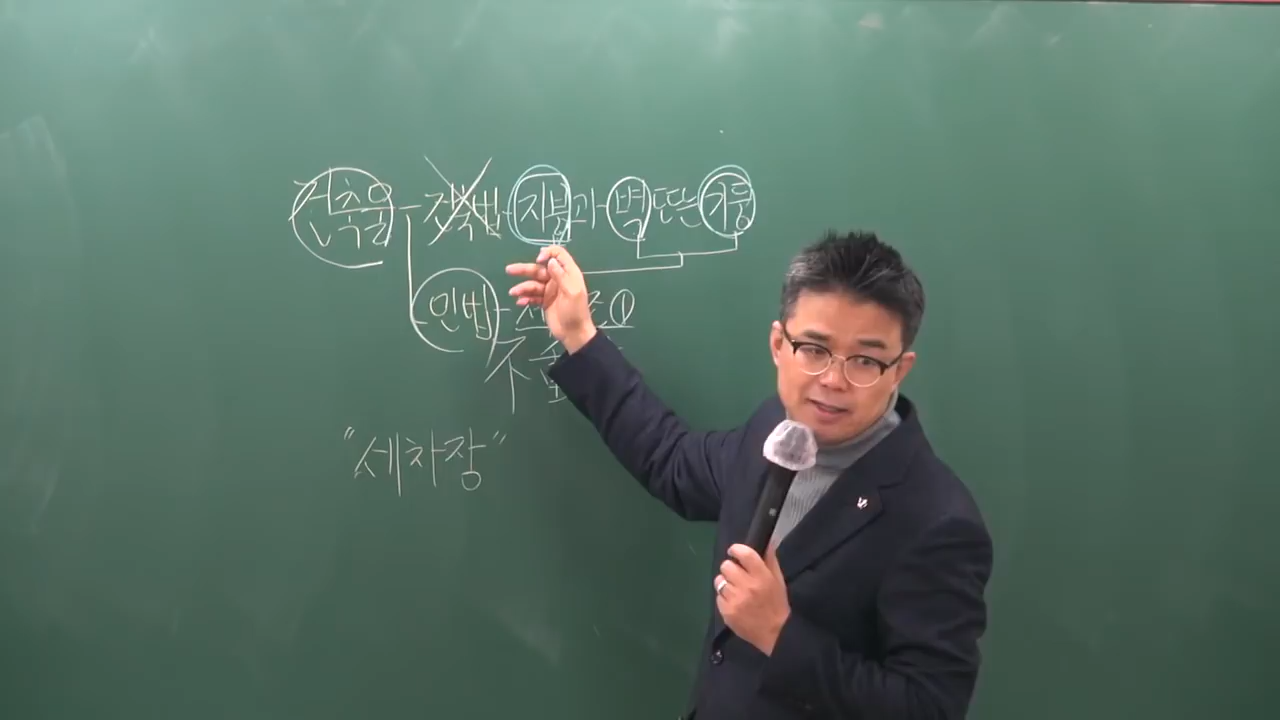 건축물 - 건축법 - 지붕과 벽 또는 기둥
민법 -
"세차장"